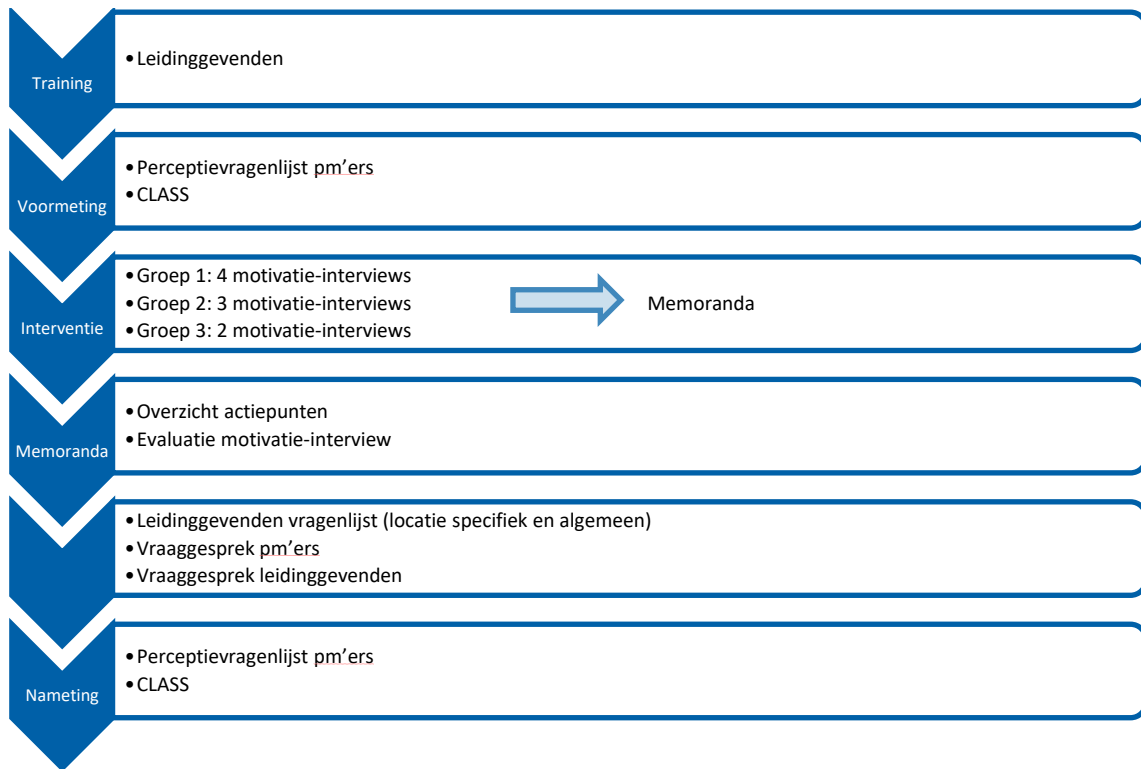 Training
•Leidinggevenden
Voormeting
•Perceptievragenlijst pm'ers
•CLASS
Interventie
•Groep 1: 4 motivatie-interviews
•Groep 2: 3 motivatie-interviews
•Groep 3: 2 motivatie-interviews
Memoranda
Memoranda
•Overzicht actiepunten
•Evaluatie motivatie-interview
•Leidinggevenden vragenlijst (locatie specifiek en algemeen)
•Vraaggesprek pm'ers
•Vraaggesprek leidinggevenden
Nameting
•Perceptievragenlijst pm'ers
•CLASS